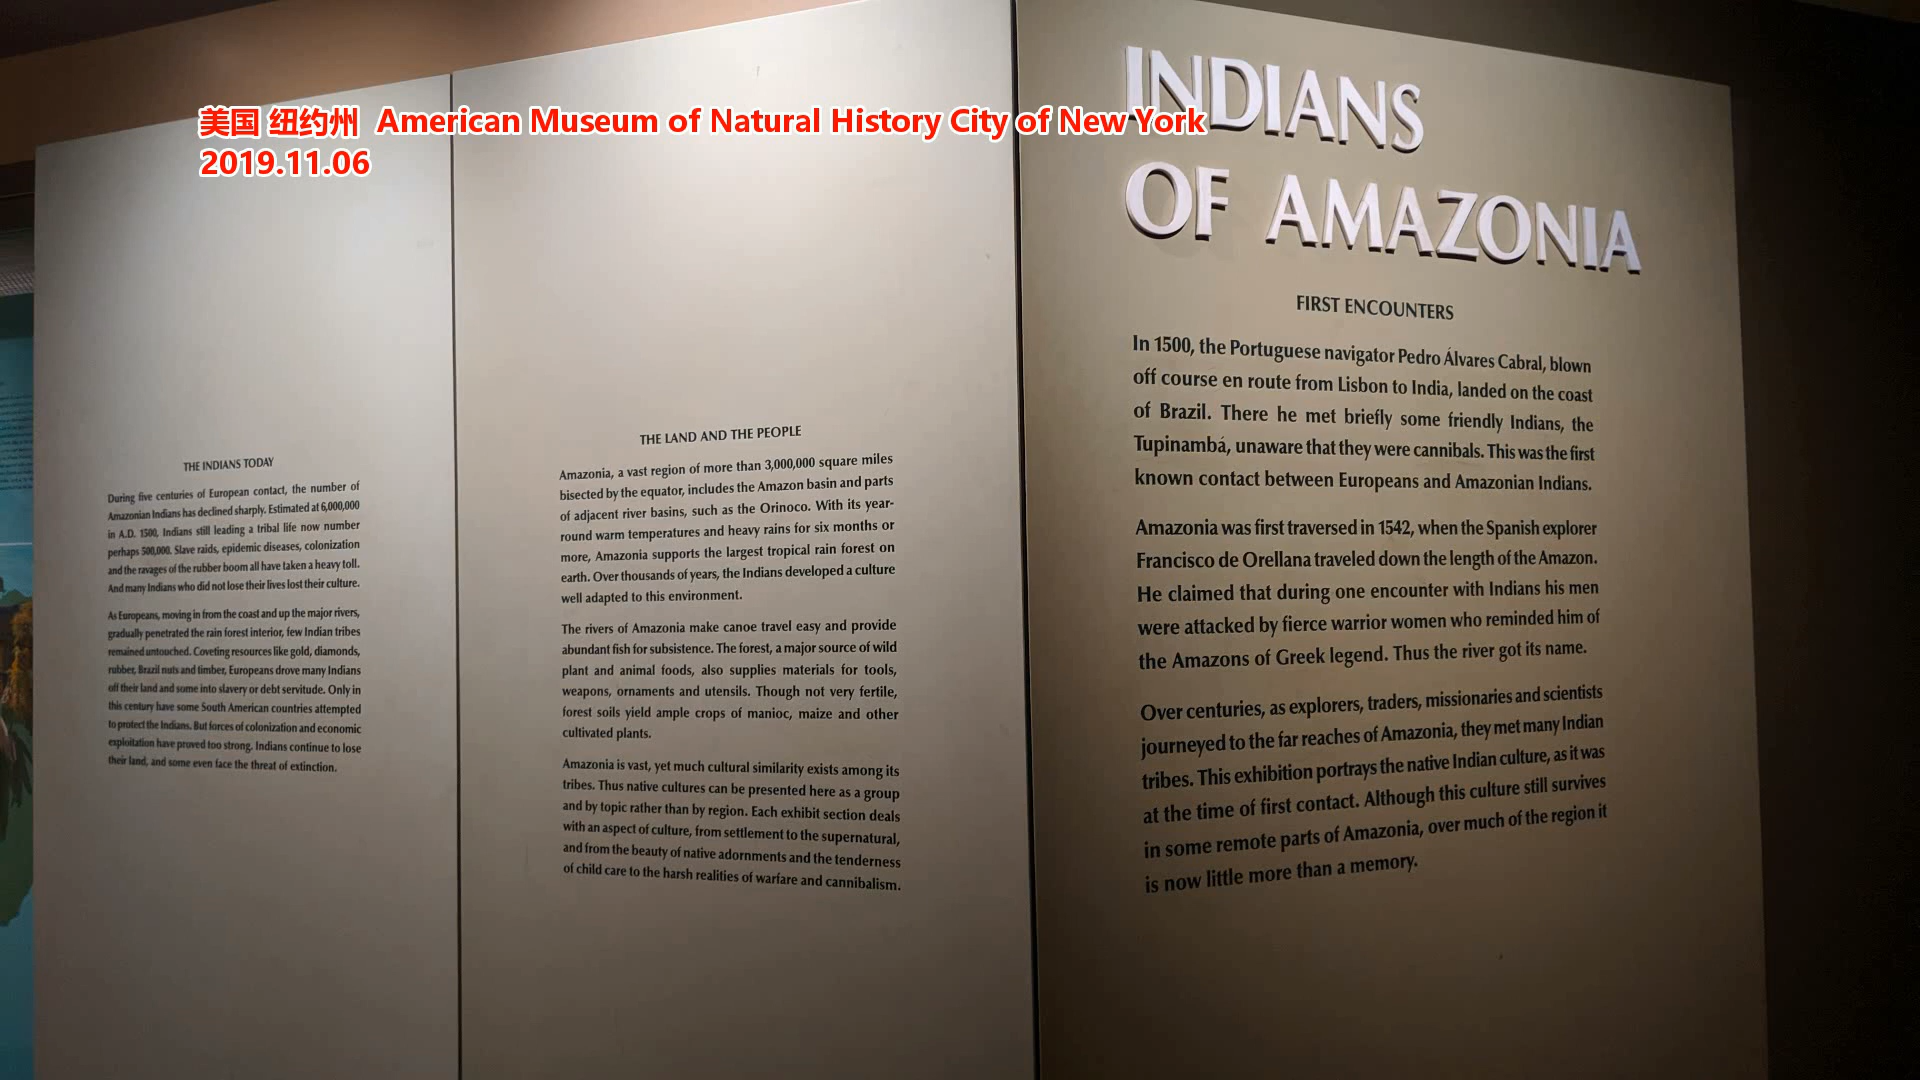 美国 纽约州 American Museum of Natural History City of New York
2019.11.06
THE INDIANS TODAY
During five centuries of European contact, the number of
Amazonian Indians has declined sharply. Estimated at 6,000,000
in A.D. 1500, Indians still leading a tribal life now number
perhaps 500,000. Slave raids, epidemic diseases, colonization
and the ravages of the rubber boom all have taken a heavy toll.
And many Indians who did not lose their lives lost their culture.
As Europeans, moving in from the coast and up the major rivers,
gradually penetrated the rain forest interior, few Indian tribes
remained untouched. Coveting resources like gold, diamonds,
rubber, Brazil nuts and timber, Europeans drove many Indians
off their land and some into slavery or debt servitude. Only in
this century have some South American countries attempted
to protect the Indians. But forces of colonization and economic
exploitation have proved too strong. Indians continue to lose
their land, and some even face the threat of extinction.
THE LAND AND THE PEOPLE
Amazonia, a vast region of more than 3,000,000 square miles
bisected by the equator, includes the Amazon basin and parts
of adjacent river basins, such as the Orinoco. With its year-
round warm temperatures and heavy rains for six months or
more, Amazonia supports the largest tropical rain forest on
earth. Over thousands of years, the Indians developed a culture
well adapted to this environment.
The rivers of Amazonia make canoe travel easy and provide
abundant fish for subsistence. The forest, a major source of wild
plant and animal foods, also supplies materials for tools,
weapons, ornaments and utensils. Though not very fertile,
forest soils yield ample crops of manioc, maize and other
cultivated plants.
Amazonia is vast, yet much cultural similarity exists among its
tribes. Thus native cultures can be presented here as a group
and by topic rather than by region. Each exhibit section deals
with an aspect of culture, from settlement to the supernatural,
and from the beauty of native adornments and the tenderness
of child care to the harsh realities of warfare and cannibalism.
INDIANS
OF AMAZONIA
FIRST ENCOUNTERS
In 1500, the Portuguese navigator Pedro Álvares Cabral, blown
off course en route from Lisbon to India, landed on the coast
of Brazil. There he met briefly some friendly Indians, the
Tupinambá, unaware that they were cannibals. This was the first
known contact between Europeans and Amazonian Indians.
Amazonia was first traversed in 1542, when the Spanish explorer
Francisco de Orellana traveled down the length of the Amazon.
He claimed that during one encounter with Indians his men
were attacked by fierce warrior women who reminded him of
the Amazons of Greek legend. Thus the river got its name.
Over centuries, as explorers, traders, missionaries and scientists
journeyed to the far reaches of Amazonia, they met many Indian
tribes. This exhibition portrays the native Indian culture, as it was
at the time of first contact. Although this culture still survives
in some remote parts of Amazonia, over much of the region it
is now little more than a memory.